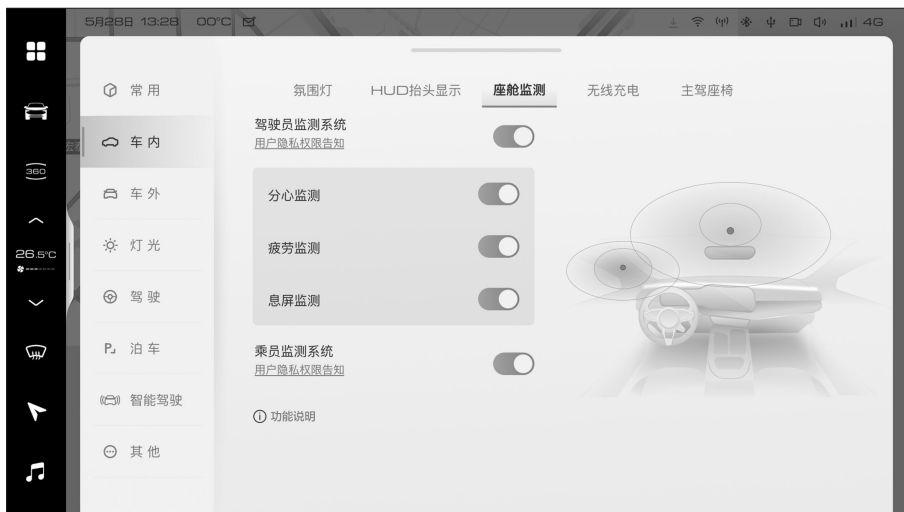 5月28日 13:28 00°C
4G
360
26.5°C
常用
车内
车外
灯光
驾驶
泊车
智能驾驶
其他
氛围灯 HUD抬头显示 座舱监测 无线充电 主驾座椅
驾驶员监测系统
用户隐私权限告知
分心监测
疲劳监测
息屏监测
乘员监测系统
用户隐私权限告知
功能说明